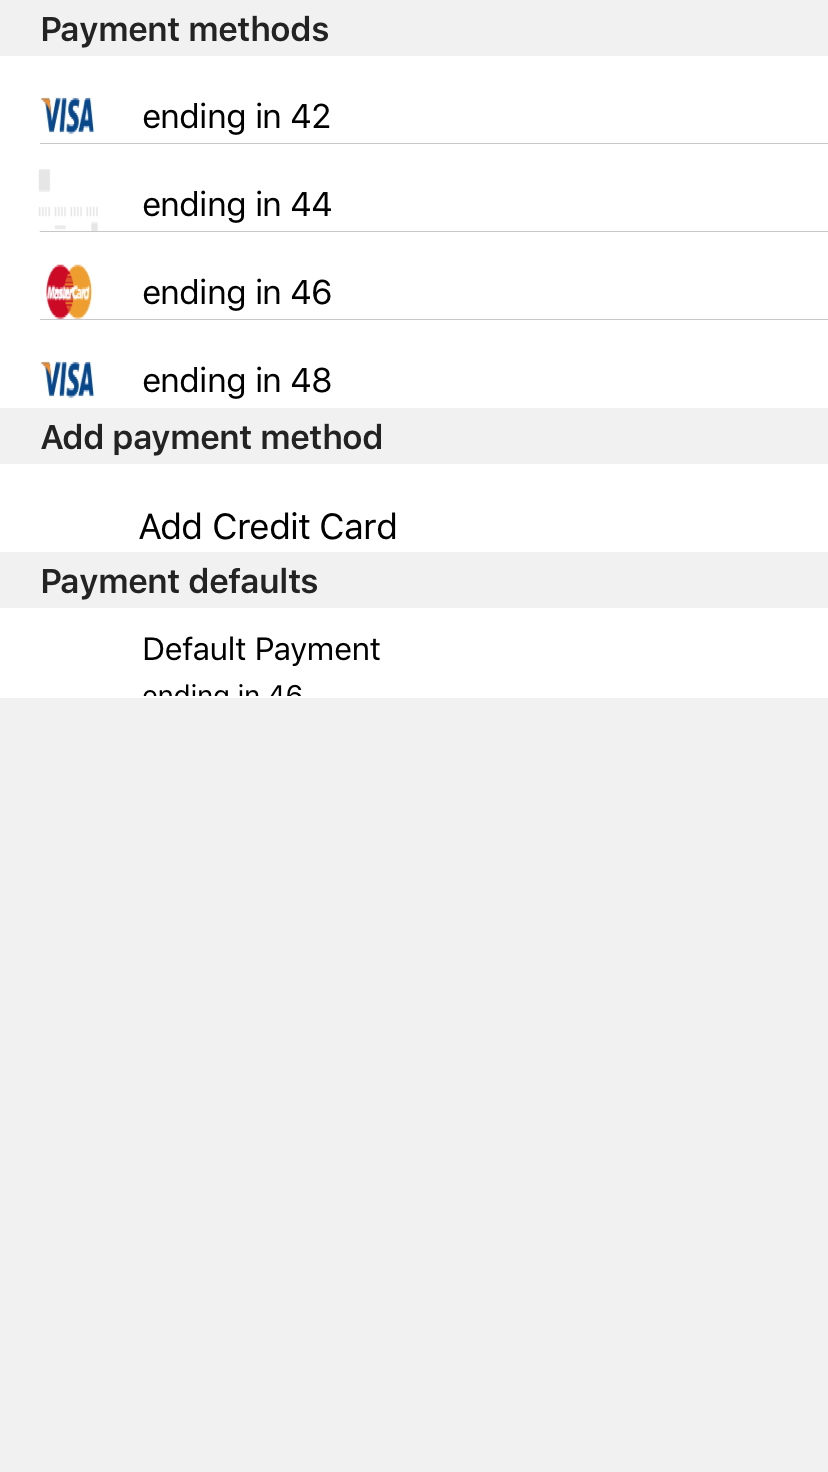 Payment methods
VISA ending in 42
ending in 44
MasterCard ending in 46
VISA ending in 48
Add payment method
Add Credit Card
Payment defaults
Default Payment
ending in 46